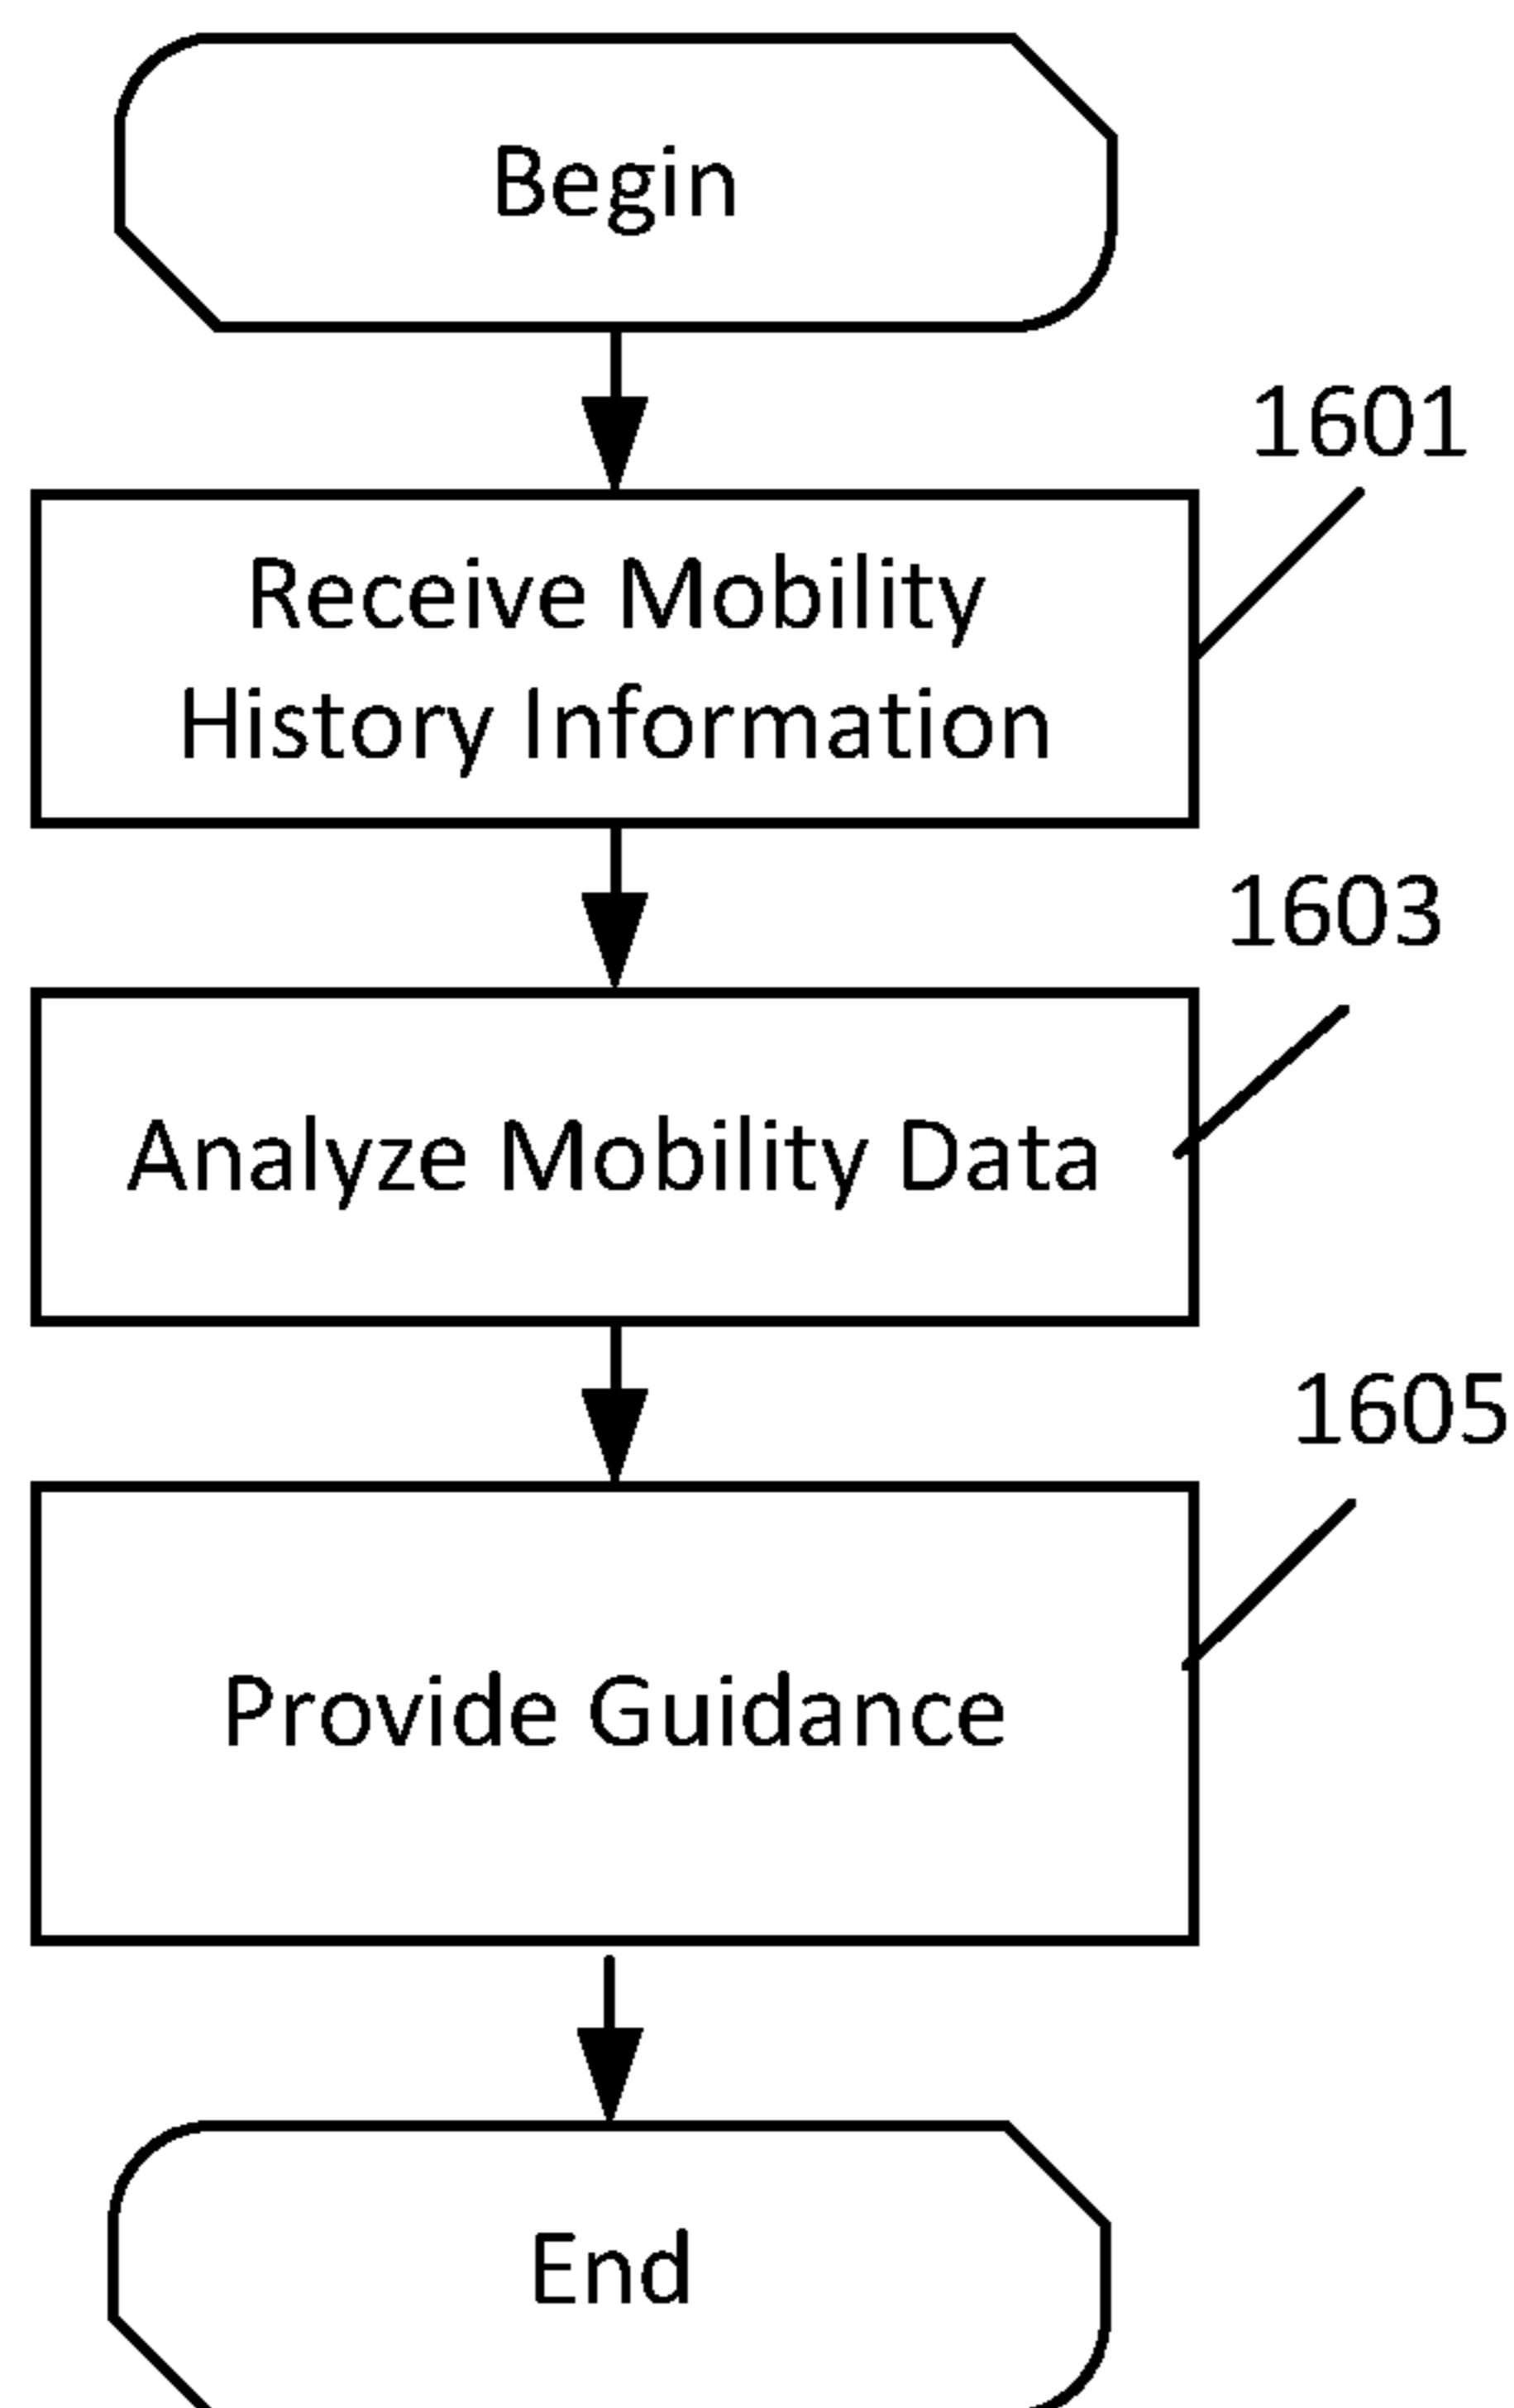 Begin
1601
Receive Mobility
History Information
1603
Analyze Mobility Data
1605
Provide Guidance
End